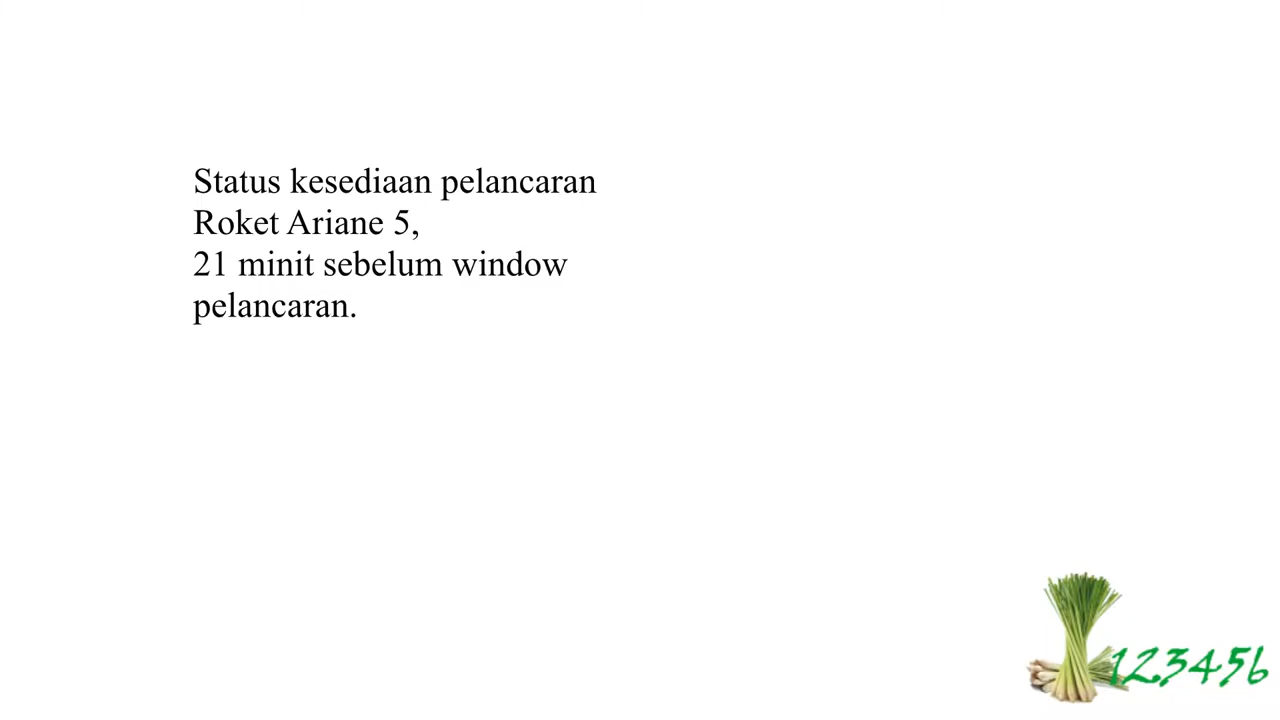 Status kesediaan pelancaran
Roket Ariane 5,
21 minit sebelum window
pelancaran.
123456